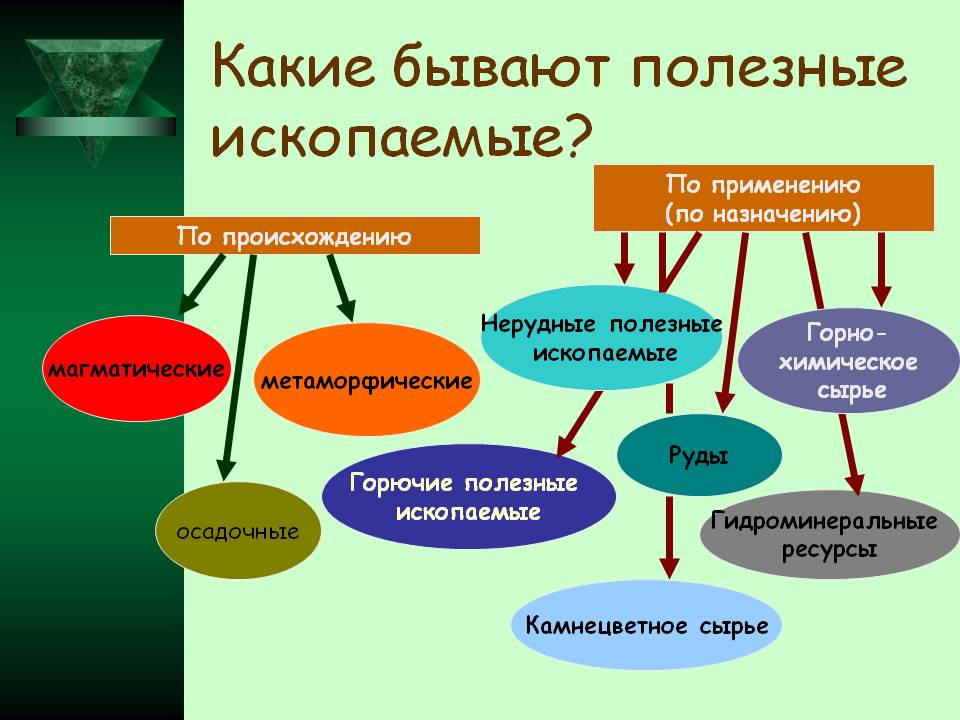 Какие бывают полезные
ископаемые?
По применению
(по назначению)
По происхождению
Нерудные полезные
ископаемые
Горно-
химическое
сырье
магматические
метаморфические
Руды
Горючие полезные
ископаемые
осадочные
Гидроминеральные
ресурсы
Камнецветное сырье